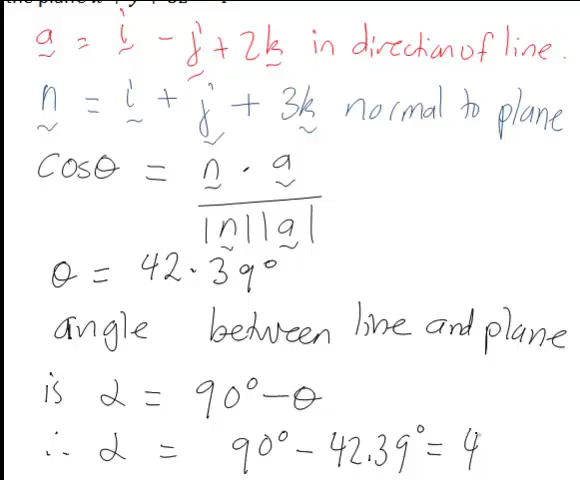 a = i - j + 2k in direction of line.
n = i + j + 3k normal to plane
cosθ = n . a
|n||a|
θ = 42.39°
angle between line and plane
is α = 90° - θ
∴ α = 90° - 42.39° = 4